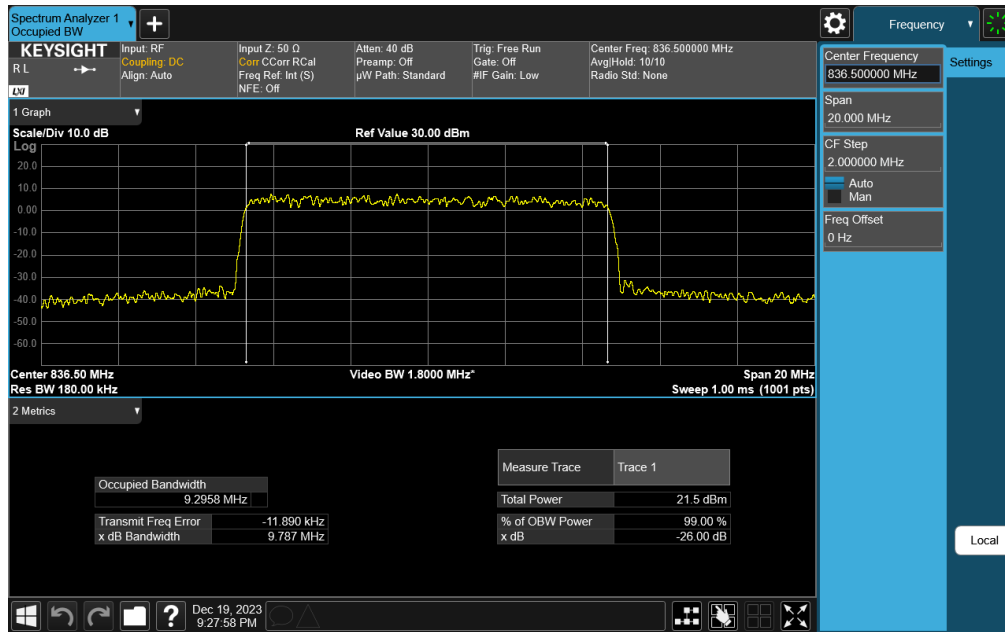 Spectrum Analyzer 1
Occupied BW
Frequency
KEYSIGHT
R L
LXI
Input: RF
Coupling: DC
Align: Auto
Input Z: 50 Ω
Corr CCorr RCal
Freq Ref: Int (S)
NFE: Off
Atten: 40 dB
Preamp: Off
µW Path: Standard
Trig: Free Run
Gate: Off
#IF Gain: Low
Center Freq: 836.500000 MHz
Avg|Hold: 10/10
Radio Std: None
Center Frequency
836.500000 MHz
Settings
Span
20.000 MHz
CF Step
2.000000 MHz
Auto
Man
Freq Offset
0 Hz
Local
1 Graph
Scale/Div 10.0 dB
Ref Value 30.00 dBm
Log
20.0
10.0
0.00
-10.0
-20.0
-30.0
-40.0
-50.0
-60.0
Center 836.50 MHz
Video BW 1.8000 MHz*
Span 20 MHz
Res BW 180.00 kHz
Sweep 1.00 ms (1001 pts)
2 Metrics
Occupied Bandwidth
9.2958 MHz
Transmit Freq Error -11.890 kHz
x dB Bandwidth 9.787 MHz
Measure Trace Trace 1
Total Power 21.5 dBm
% of OBW Power 99.00 %
x dB -26.00 dB
?
Dec 19, 2023
9:27:58 PM